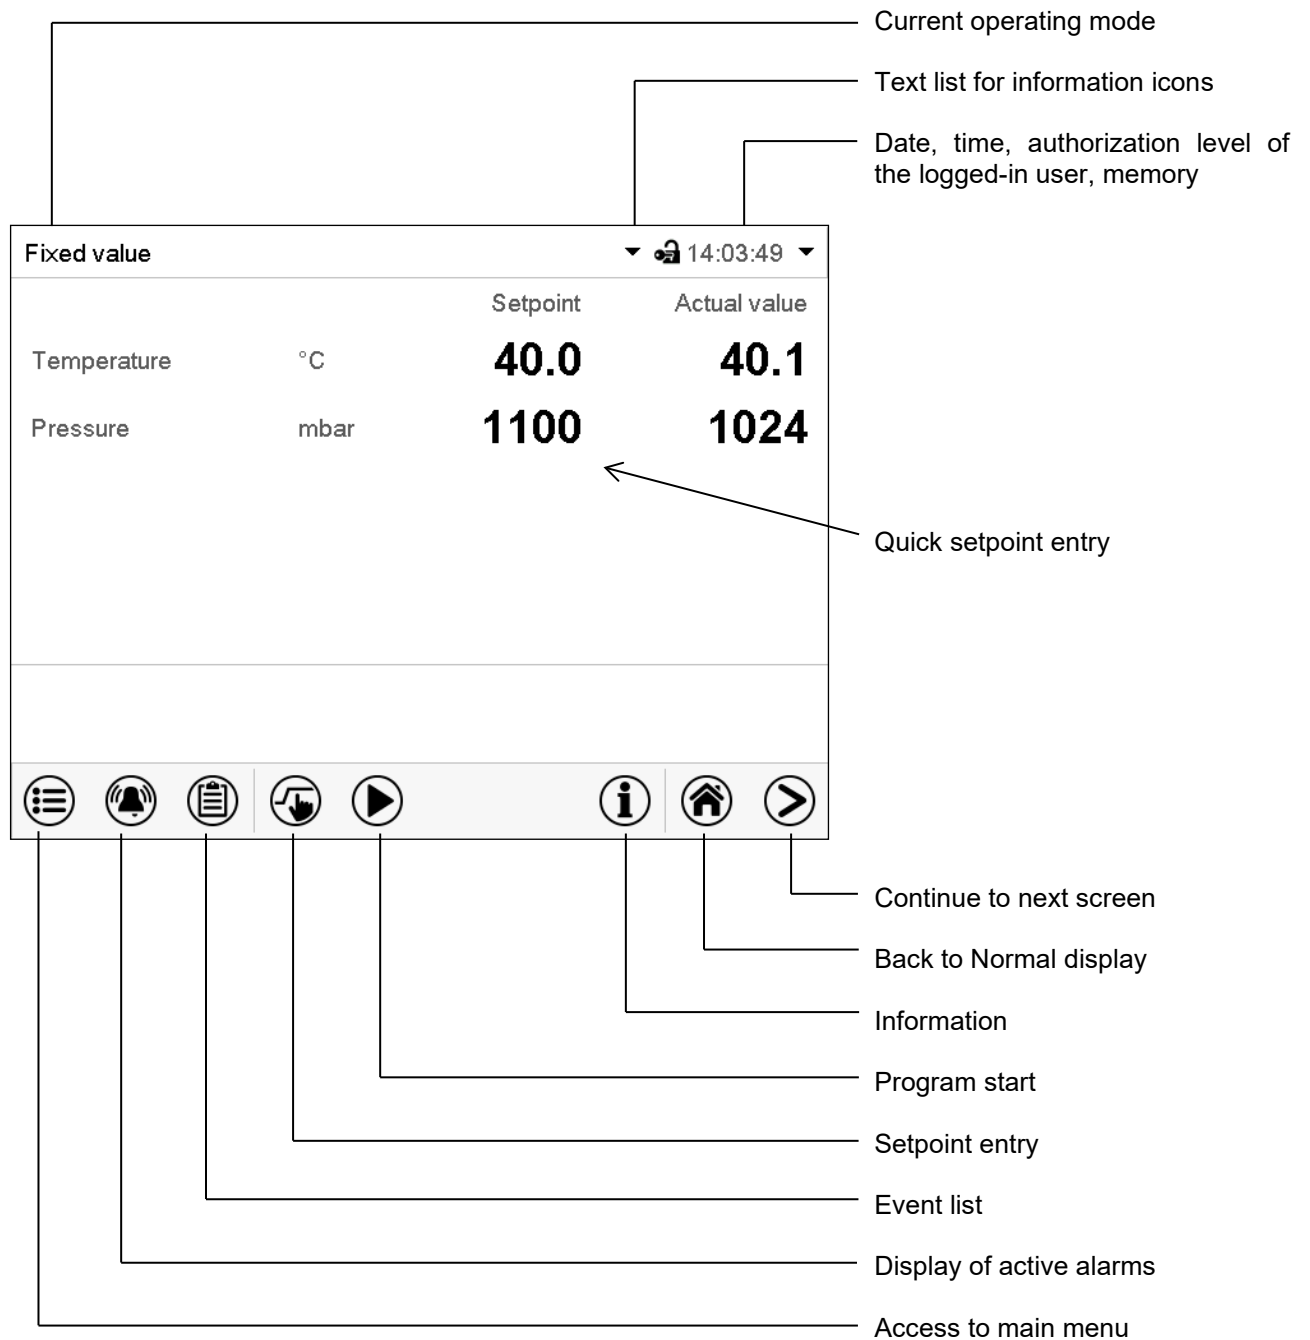 Current operating mode
Text list for information icons
Date, time, authorization level of
the logged-in user, memory
Fixed value 14:03:49
Setpoint Actual value
Temperature °C 40.0 40.1
Pressure mbar 1100 1024
Quick setpoint entry
Continue to next screen
Back to Normal display
Information
Program start
Setpoint entry
Event list
Display of active alarms
Access to main menu